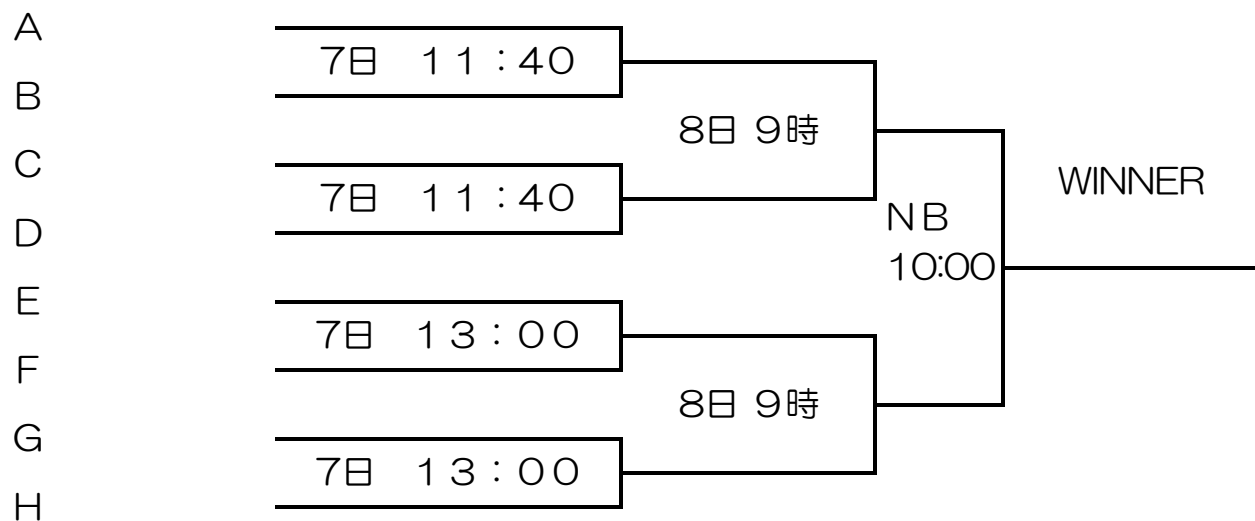 A
７日　１１：４０
B
８日 ９時
C
７日　１１：４０
D
WINNER
ＮＢ
10:00
E
７日　１３：００
F
８日 ９時
G
７日　１３：００
H